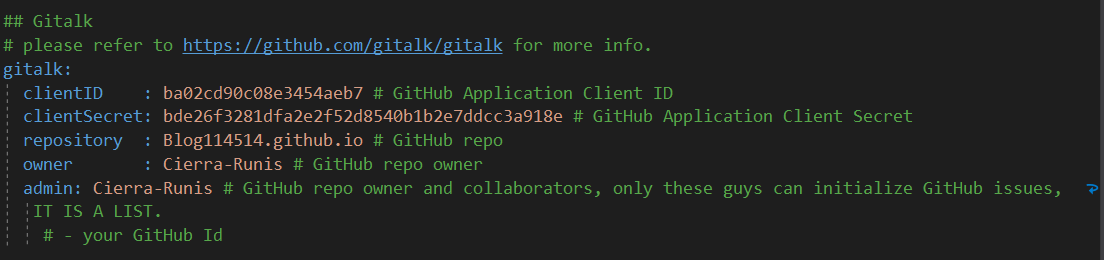 ## Gitalk
# please refer to https://github.com/gitalk/gitalk for more info.
gitalk:
clientID    : ba02cd90c08e3454aeb7 # GitHub Application Client ID
clientSecret: bde26f3281dfa2e2f52d8540b1b2e7ddcc3a918e # GitHub Application Client Secret
repository  : Blog114514.github.io # GitHub repo
owner       : Cierra-Runis # GitHub repo owner
admin: Cierra-Runis # GitHub repo owner and collaborators, only these guys can initialize GitHub issues,
IT IS A LIST.
# - your GitHub Id